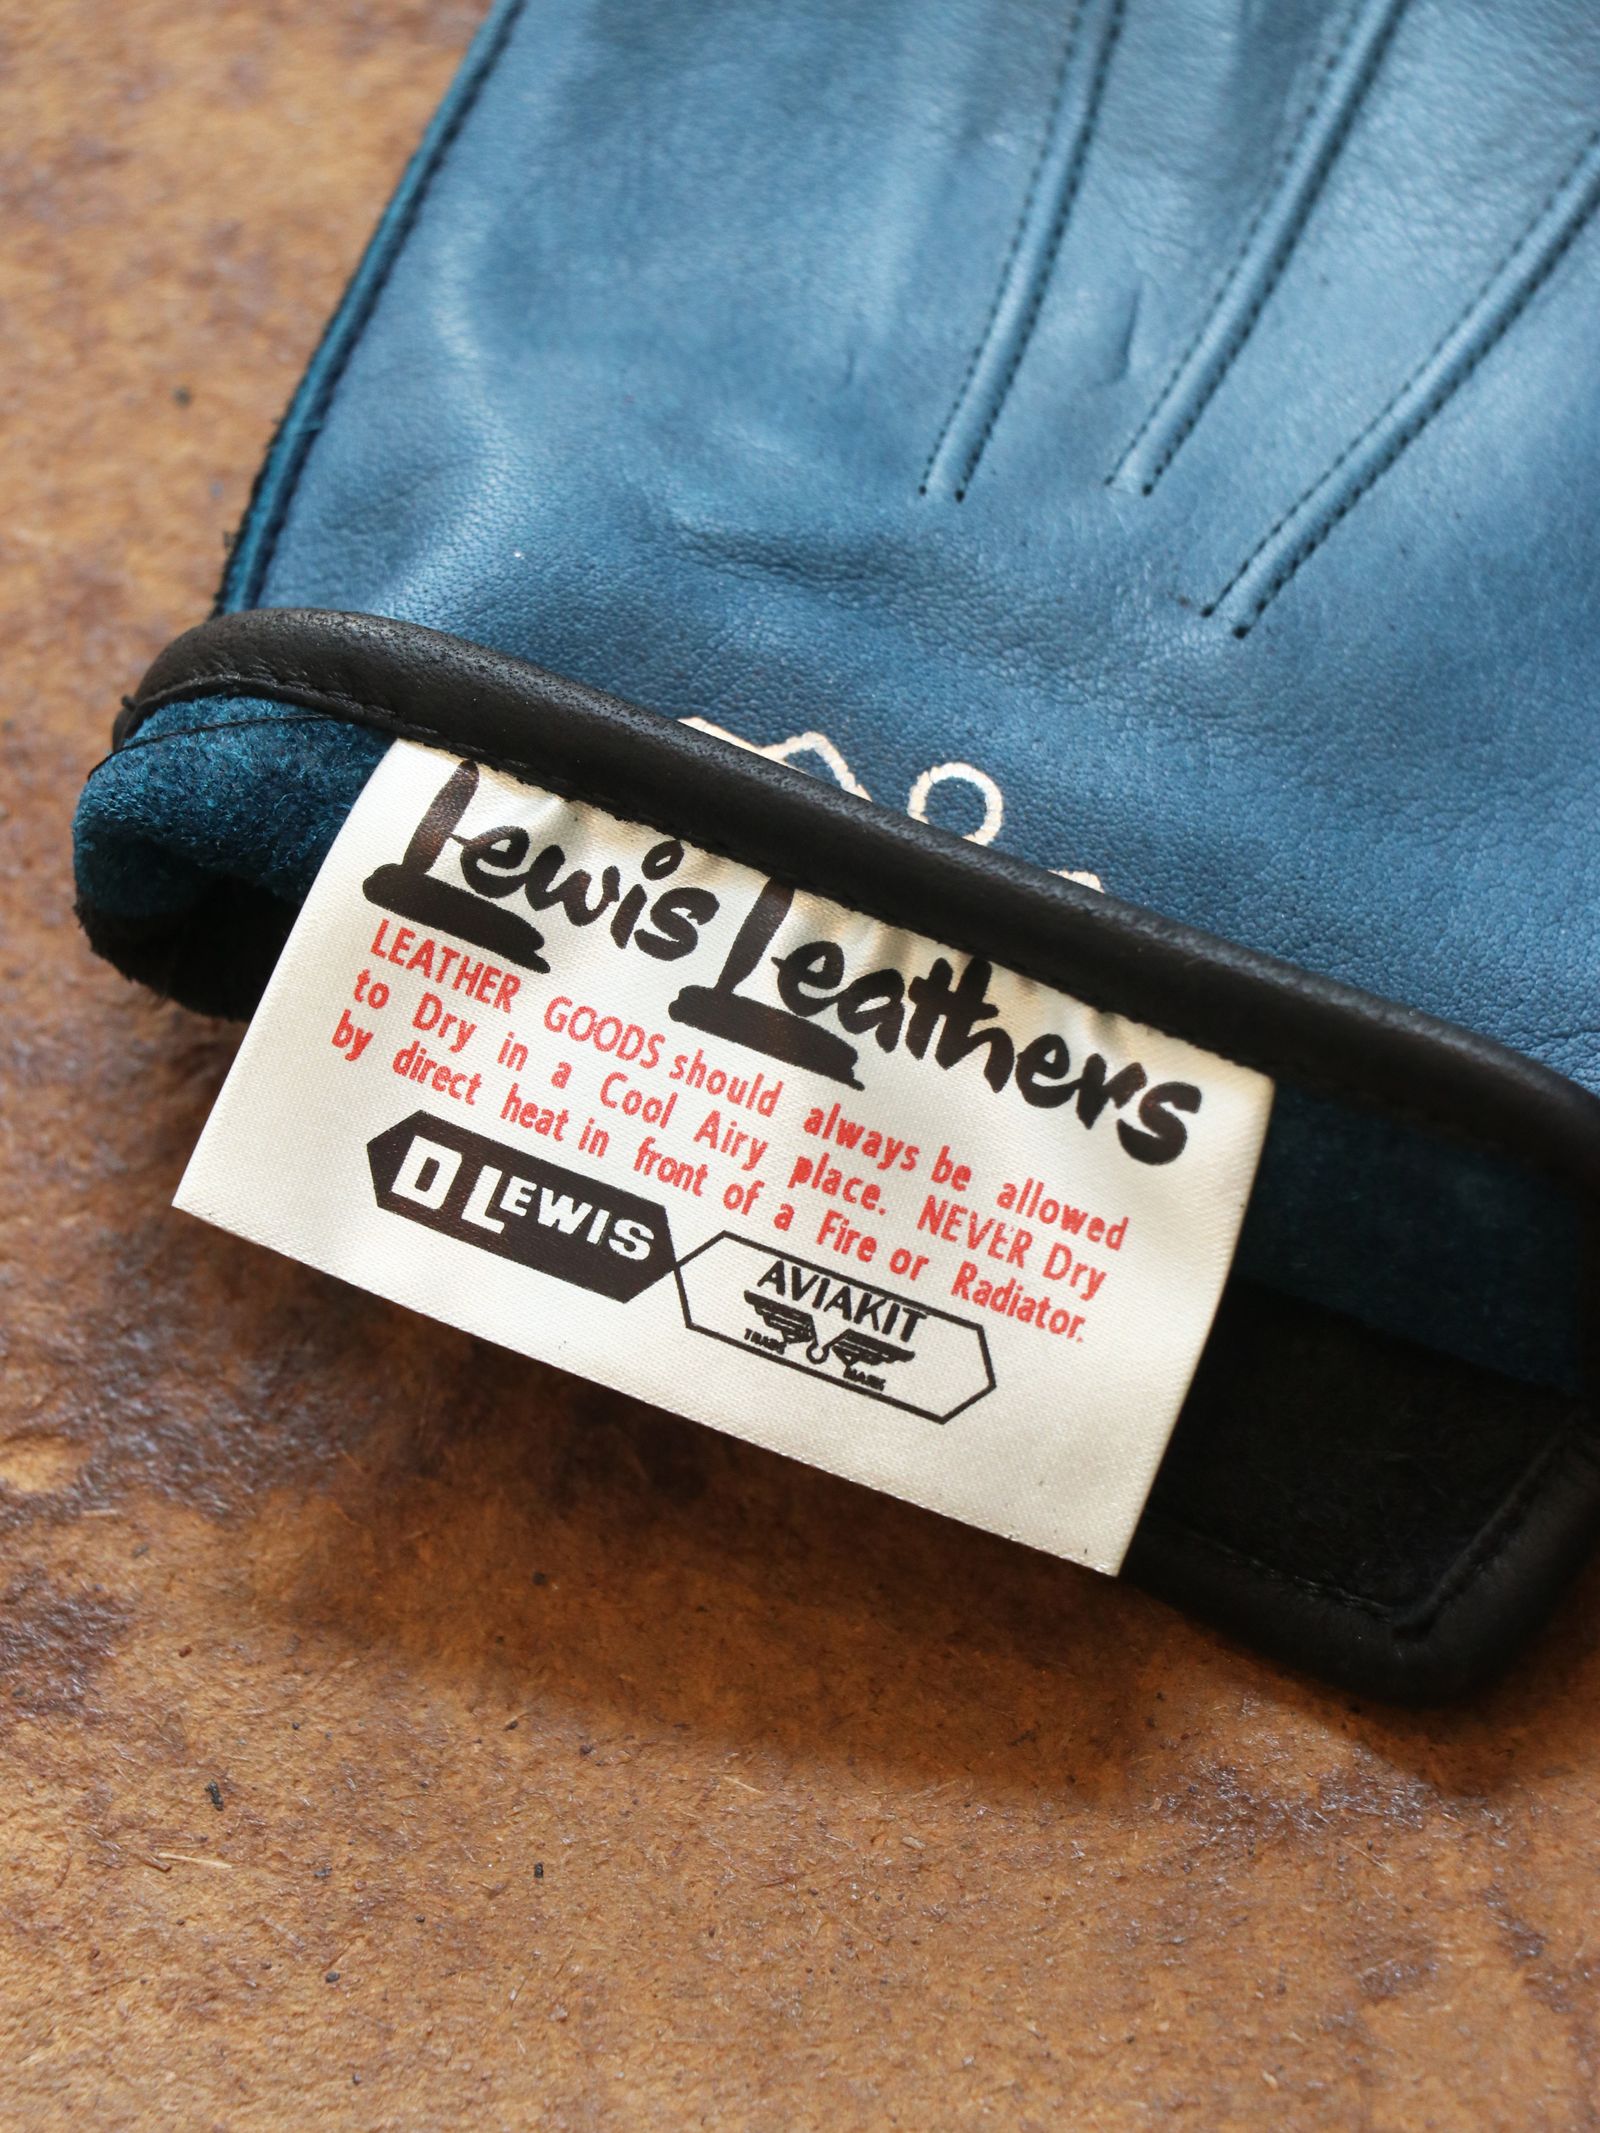 Lewis Leathers
LEATHER GOODS should always be allowed
to Dry in a Cool Airy place. NEVER Dry
by direct heat in front of a Fire or Radiator.
D LEWIS
AVIAKIT
TRADE MARK